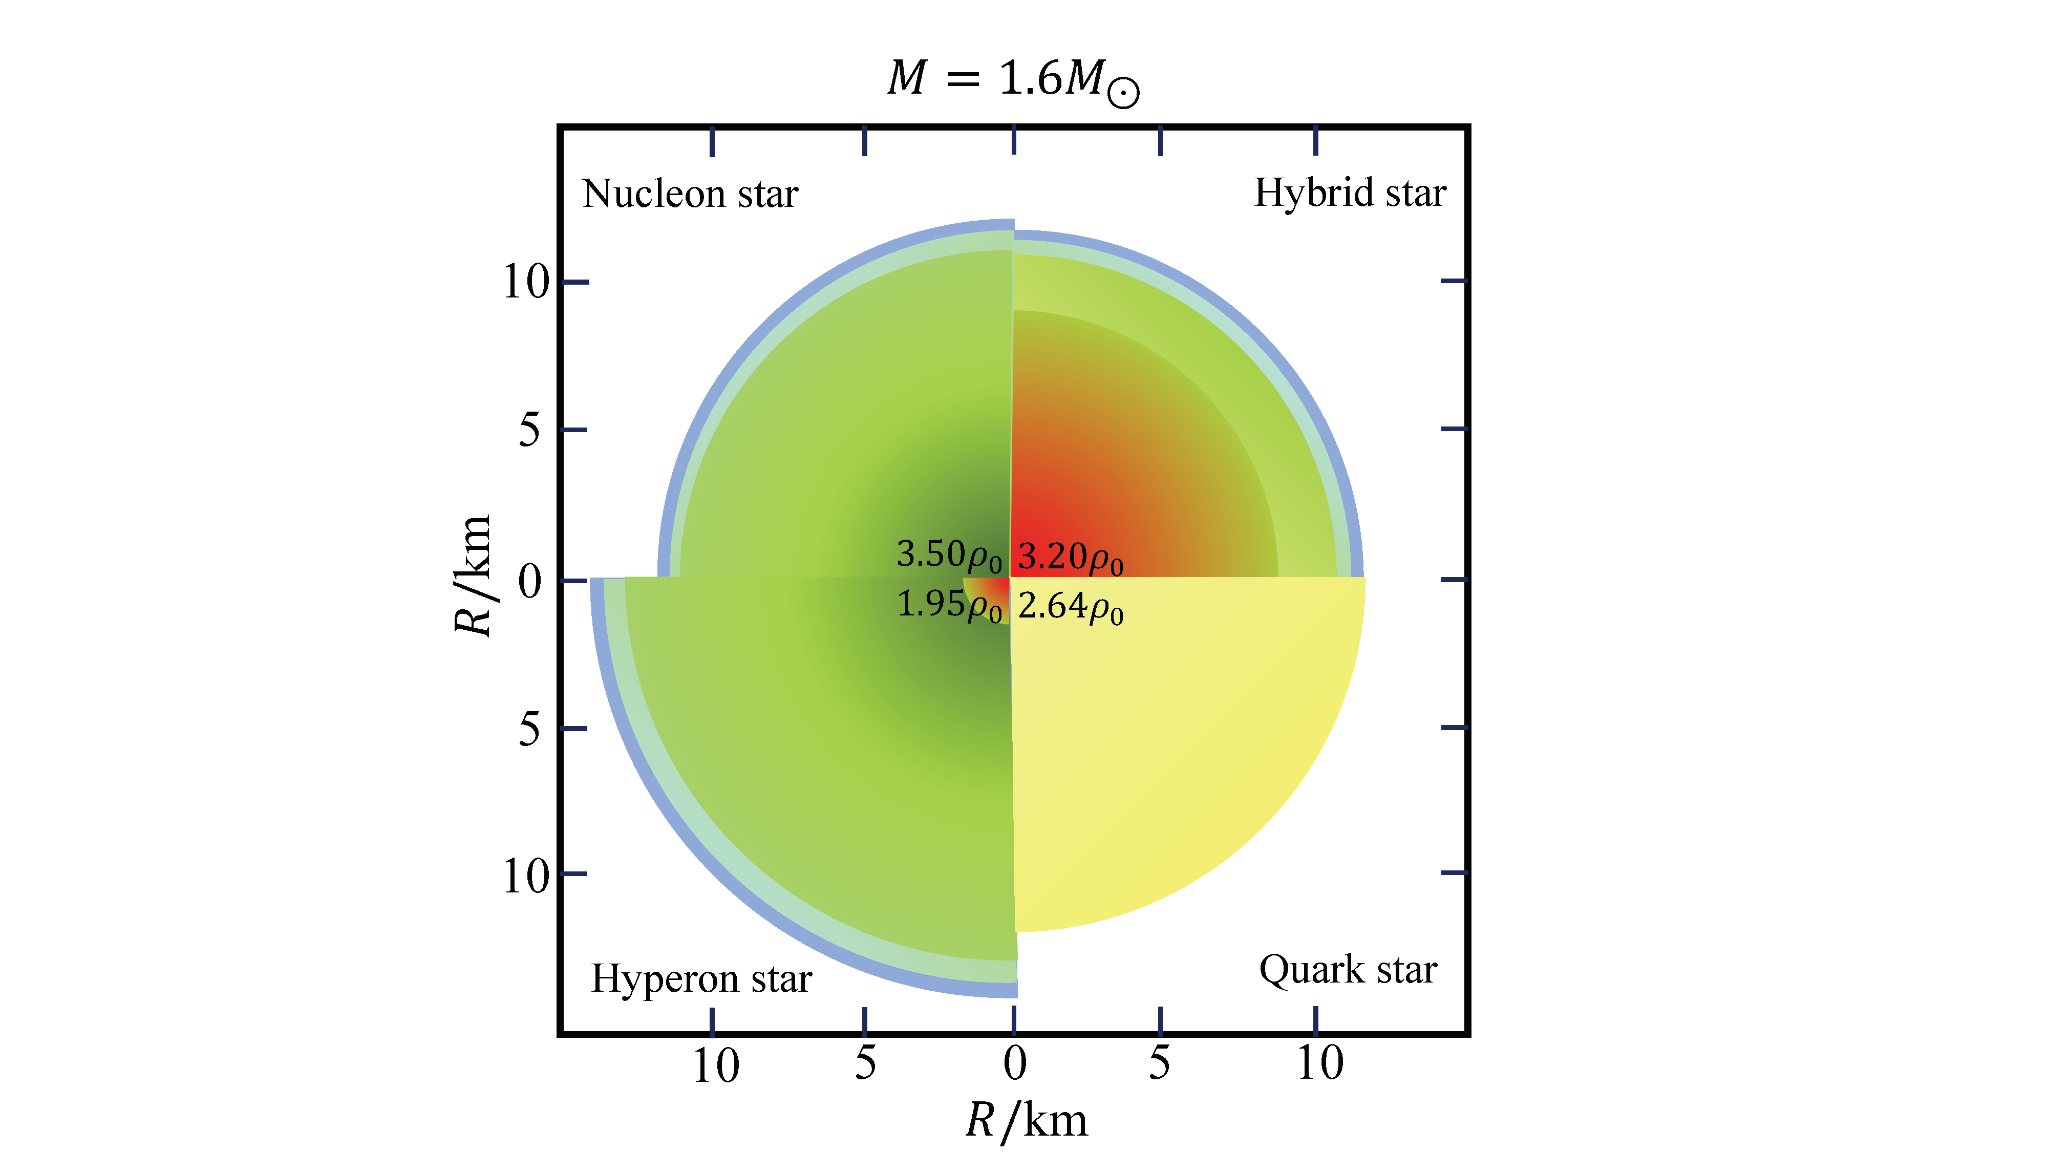 M = 1.6M☉
Nucleon star
Hybrid star
10
5
0
5
10
R/km
3.50ρ₀
3.20ρ₀
1.95ρ₀
2.64ρ₀
Hyperon star
Quark star
10 5 0 5 10
R/km